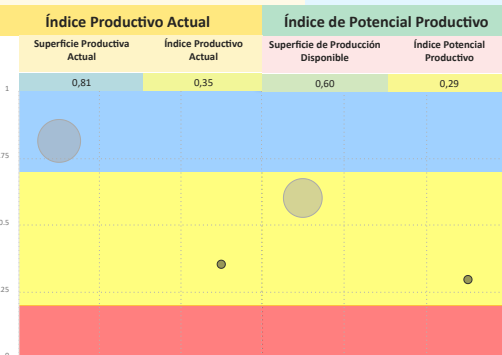 Índice Productivo Actual Índice de Potencial Productivo
Superficie Productiva Actual Índice Productivo Actual Superficie de Producción Disponible Índice Potencial Productivo
0,81 0,35 0,60 0,29
1
.75
0.5
.25
0